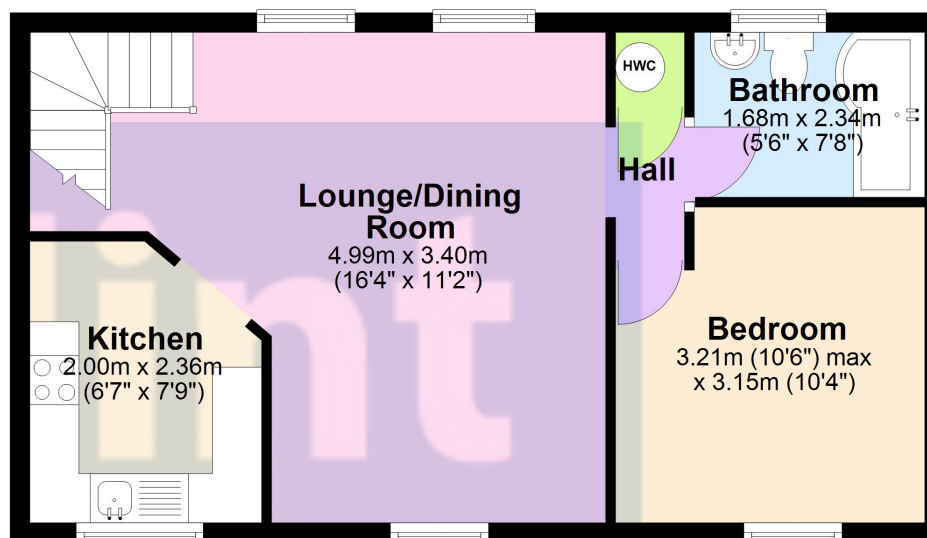 HWC
Bathroom
1.68m x 2.34m
(5'6" x 7'8")
Hall
Lounge/Dining
Room
4.99m x 3.40m
(16'4" x 11'2")
Kitchen
2.00m x 2.36m
(6'7" x 7'9")
Bedroom
3.21m (10'6") max
x 3.15m (10'4")